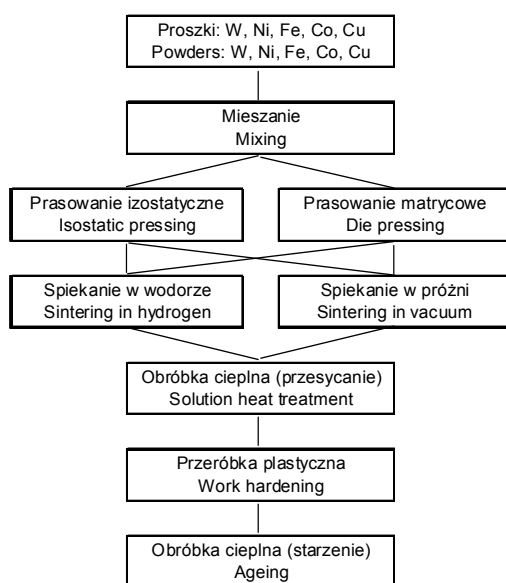 Proszki: W, Ni, Fe, Co, Cu
Powders: W, Ni, Fe, Co, Cu
Mieszanie
Mixing
Prasowanie izostatyczne
Isostatic pressing
Prasowanie matrycowe
Die pressing
Spiekanie w wodorze
Sintering in hydrogen
Spiekanie w próżni
Sintering in vacuum
Obróbka cieplna (przesycanie)
Solution heat treatment
Przeróbka plastyczna
Work hardening
Obróbka cieplna (starzenie)
Ageing